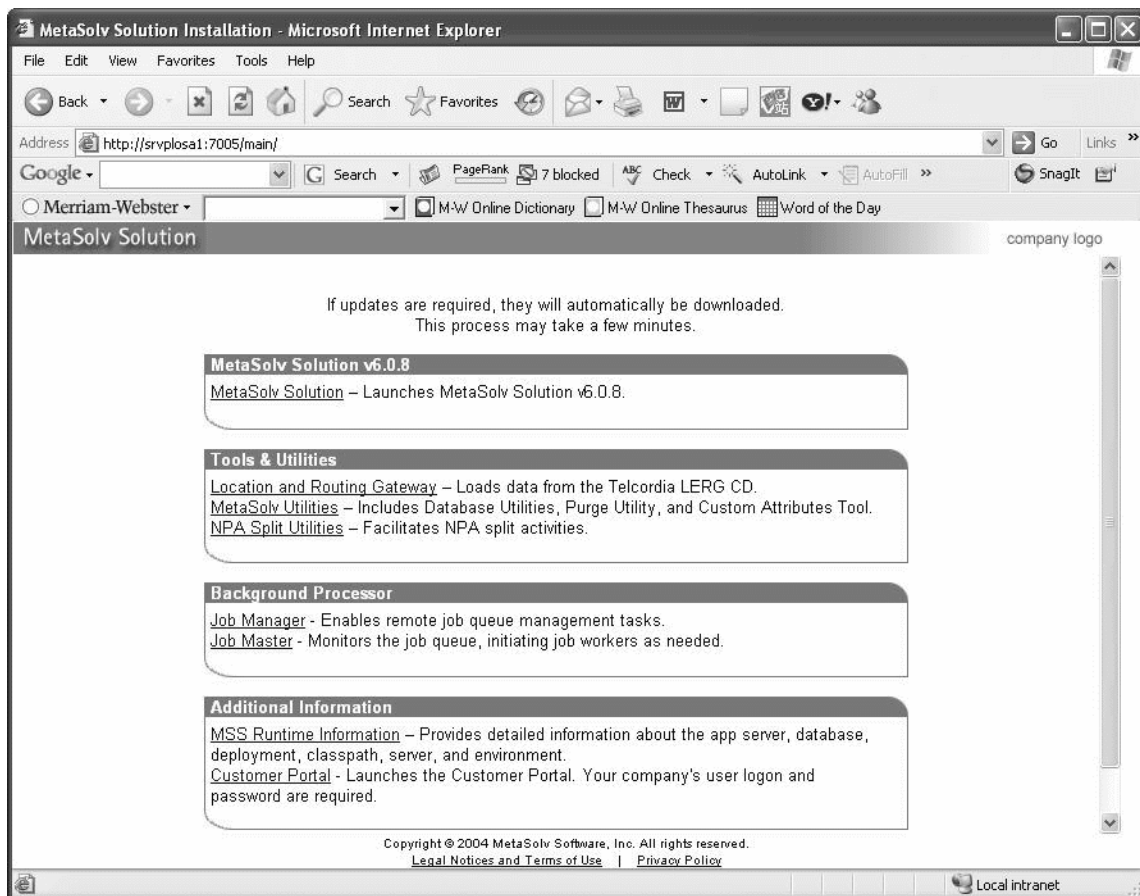 MetaSolv Solution Installation - Microsoft Internet Explorer
File Edit View Favorites Tools Help
Back Search Favorites
Address http://srvplosa1:7005/main/ Go Links »
Google Search PageRank 7 blocked ABC Check AutoLink AutoFill » SnagIt
Merriam-Webster M-W Online Dictionary M-W Online Thesaurus Word of the Day
MetaSolv Solution company logo
If updates are required, they will automatically be downloaded.
This process may take a few minutes.
MetaSolv Solution v6.0.8
MetaSolv Solution – Launches MetaSolv Solution v6.0.8.
Tools & Utilities
Location and Routing Gateway – Loads data from the Telcordia LERG CD.
MetaSolv Utilities – Includes Database Utilities, Purge Utility, and Custom Attributes Tool.
NPA Split Utilities – Facilitates NPA split activities.
Background Processor
Job Manager - Enables remote job queue management tasks.
Job Master - Monitors the job queue, initiating job workers as needed.
Additional Information
MSS Runtime Information – Provides detailed information about the app server, database,
deployment, classpath, server, and environment.
Customer Portal - Launches the Customer Portal. Your company's user logon and
password are required.
Copyright © 2004 MetaSolv Software, Inc. All rights reserved.
Legal Notices and Terms of Use | Privacy Policy
Local intranet